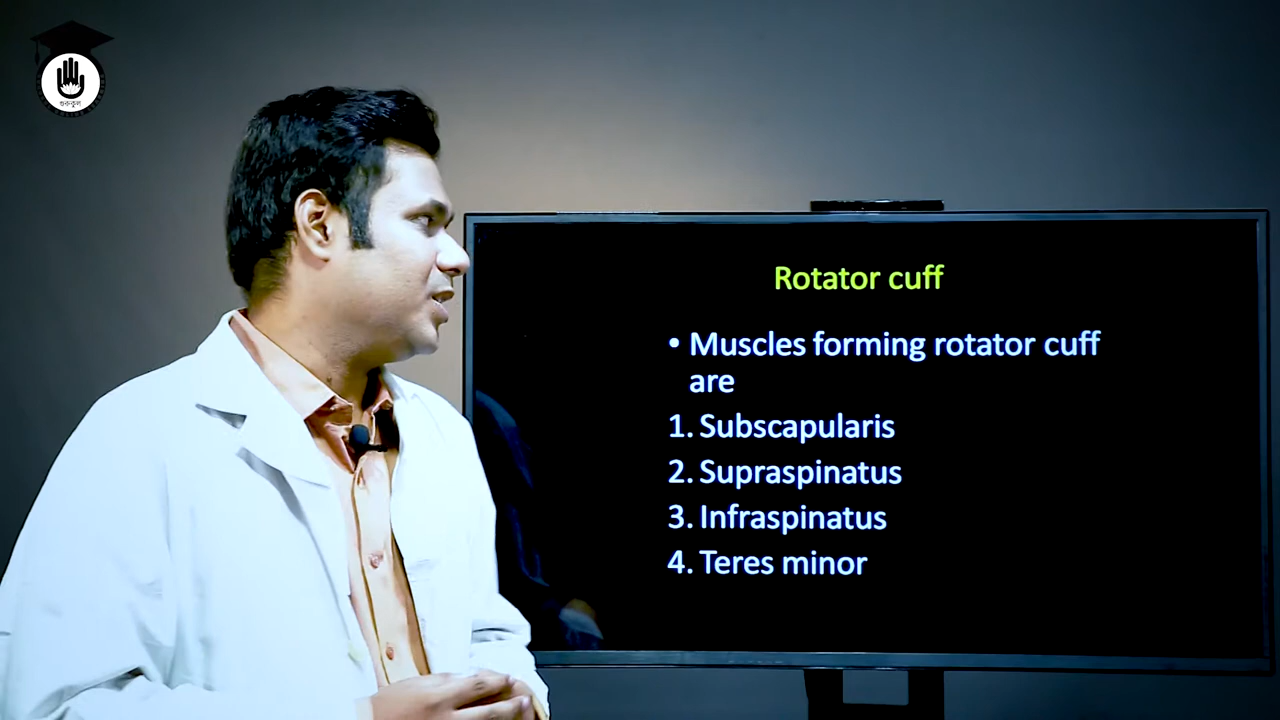 গুরুকুল
Rotator cuff
• Muscles forming rotator cuff
are
1. Subscapularis
2. Supraspinatus
3. Infraspinatus
4. Teres minor